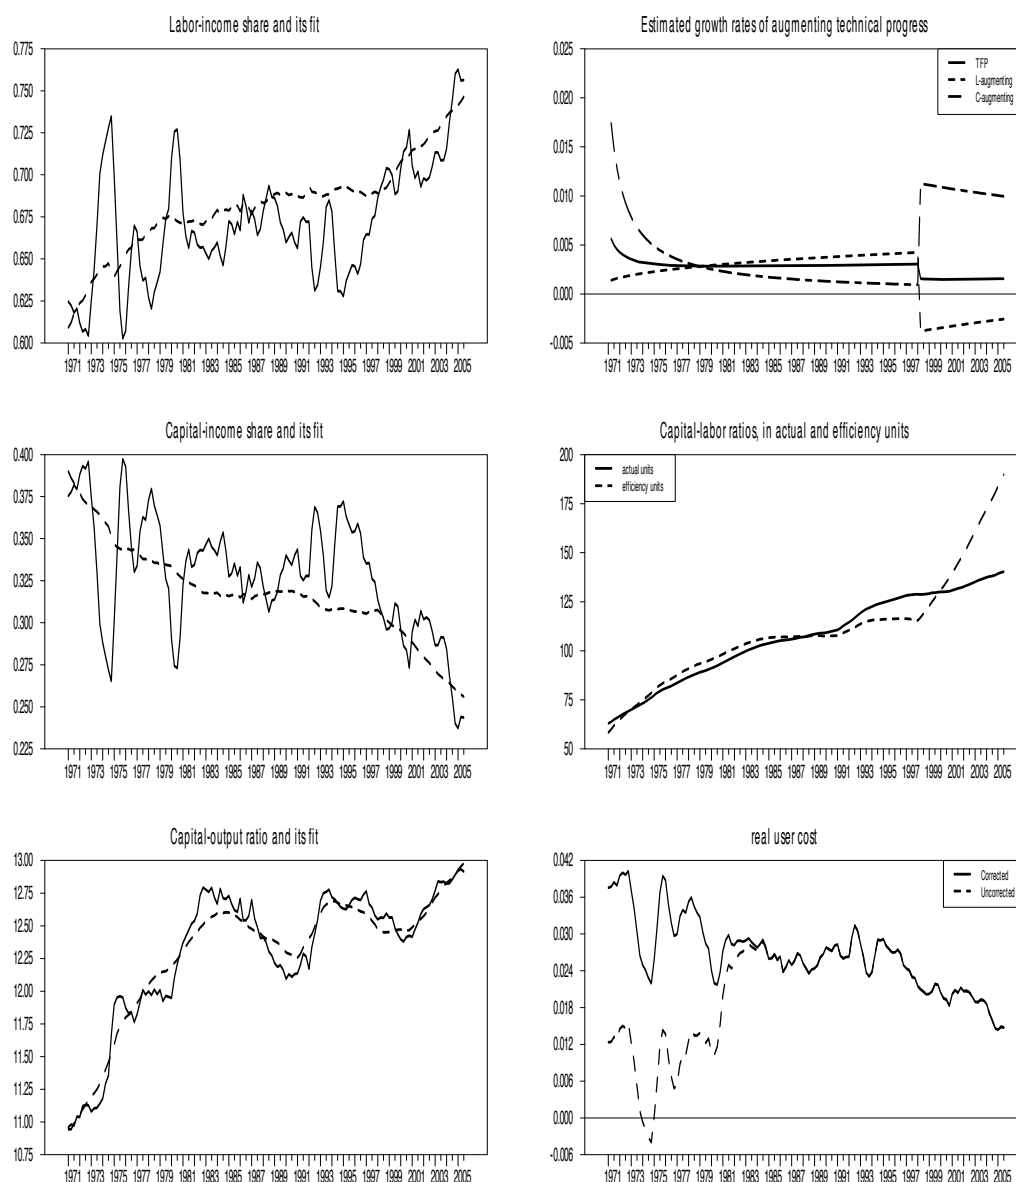 Labor-income share and its fit
0.775
0.750
0.725
0.700
0.675
0.650
0.625
0.600
1971 1973 1975 1977 1979 1981 1983 1985 1987 1989 1991 1993 1995 1997 1999 2001 2003 2005
Estimated growth rates of augmenting technical progress
0.025
0.020
0.015
0.010
0.005
0.000
-0.005
TFP
L-augmenting
C-augmenting
1971 1973 1975 1977 1979 1981 1983 1985 1987 1989 1991 1993 1995 1997 1999 2001 2003 2005
Capital-income share and its fit
0.400
0.375
0.350
0.325
0.300
0.275
0.250
0.225
1971 1973 1975 1977 1979 1981 1983 1985 1987 1989 1991 1993 1995 1997 1999 2001 2003 2005
Capital-labor ratios, in actual and efficiency units
200
175
150
125
100
75
50
actual units
efficiency units
1971 1973 1975 1977 1979 1981 1983 1985 1987 1989 1991 1993 1995 1997 1999 2001 2003 2005
Capital-output ratio and its fit
13.00
12.75
12.50
12.25
12.00
11.75
11.50
11.25
11.00
10.75
1971 1973 1975 1977 1979 1981 1983 1985 1987 1989 1991 1993 1995 1997 1999 2001 2003 2005
real user cost
0.042
0.036
0.030
0.024
0.018
0.012
0.006
0.000
-0.006
Corrected
Uncorrected
1971 1973 1975 1977 1979 1981 1983 1985 1987 1989 1991 1993 1995 1997 1999 2001 2003 2005